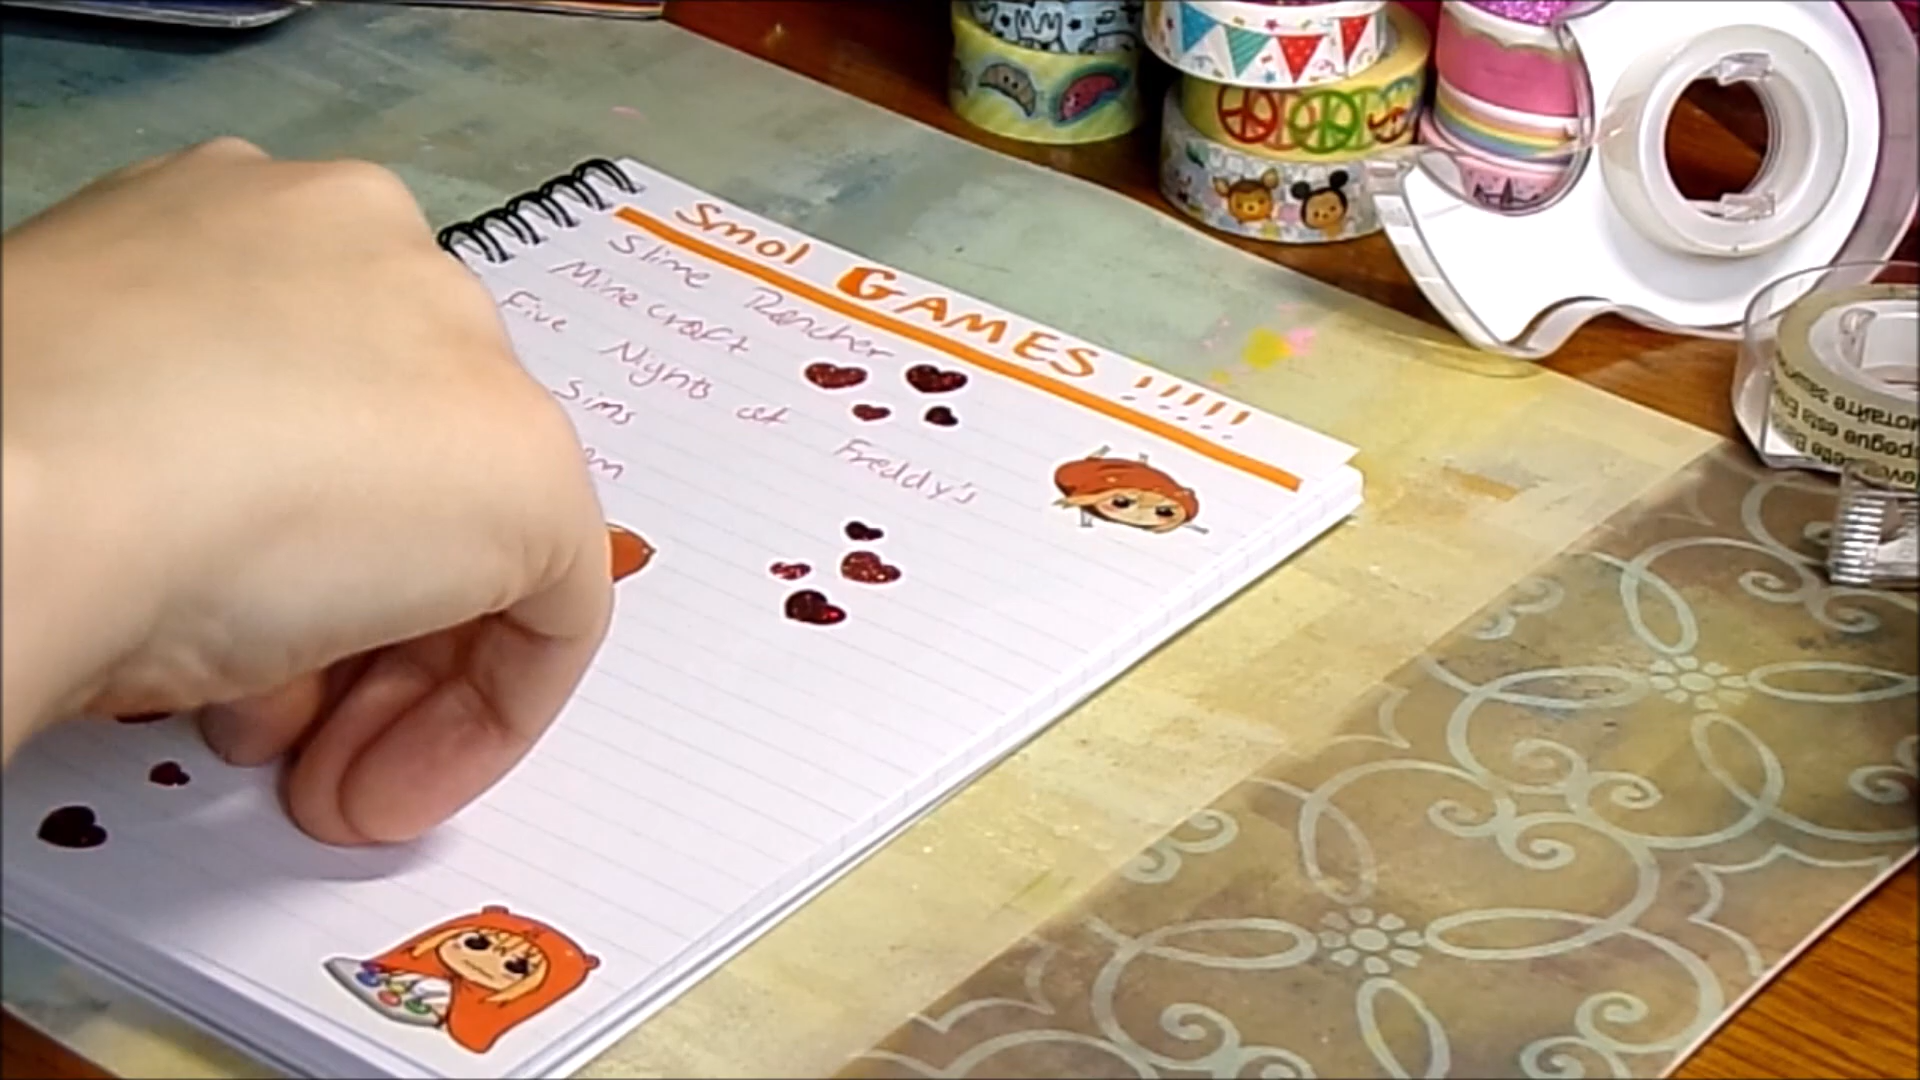 Smol GAMES !!!!!
Slime Rancher
Minecraft
Five Nights at Freddy's
Sims